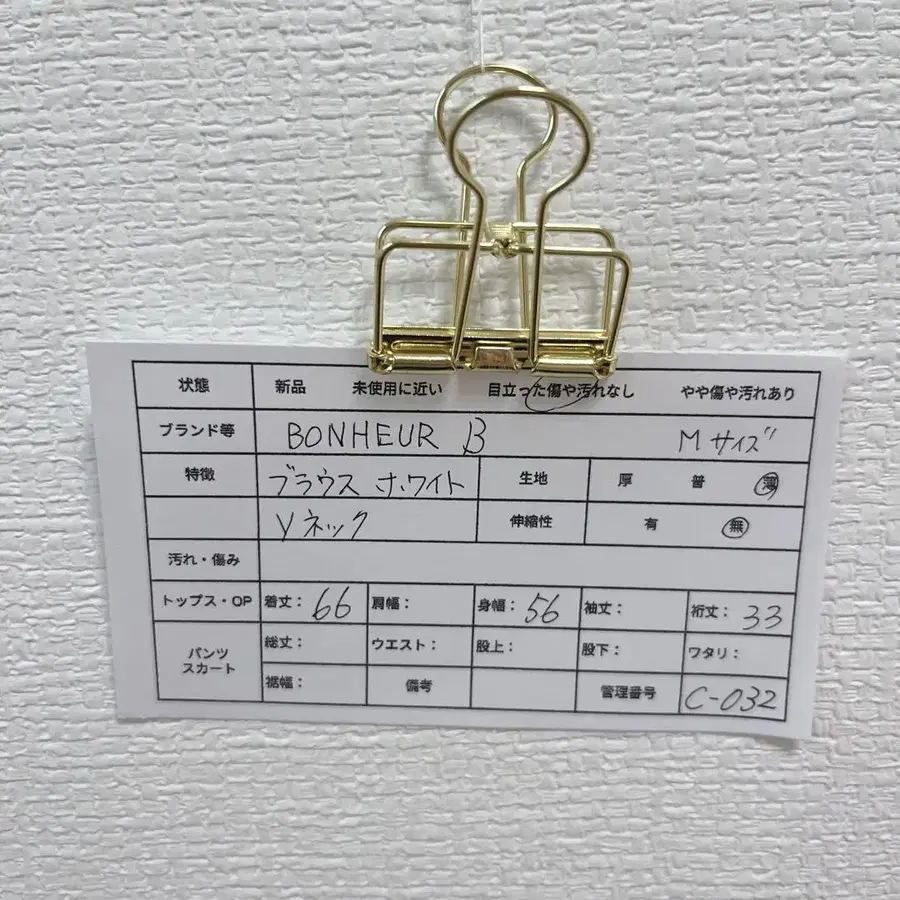 状態 新品 未使用に近い 目立った傷や汚れなし やや傷や汚れあり
ブランド等 BONHEUR B Mサイズ
特徴 ブラウス ホワイト 生地 厚 普 薄
Vネック 伸縮性 有 無
汚れ・傷み
トップス・OP 着丈: 66 肩幅: 身幅: 56 袖丈: 裄丈: 33
パンツ スカート 総丈: ウエスト: 股上: 股下: ワタリ:
裾幅: 備考 管理番号 C-032